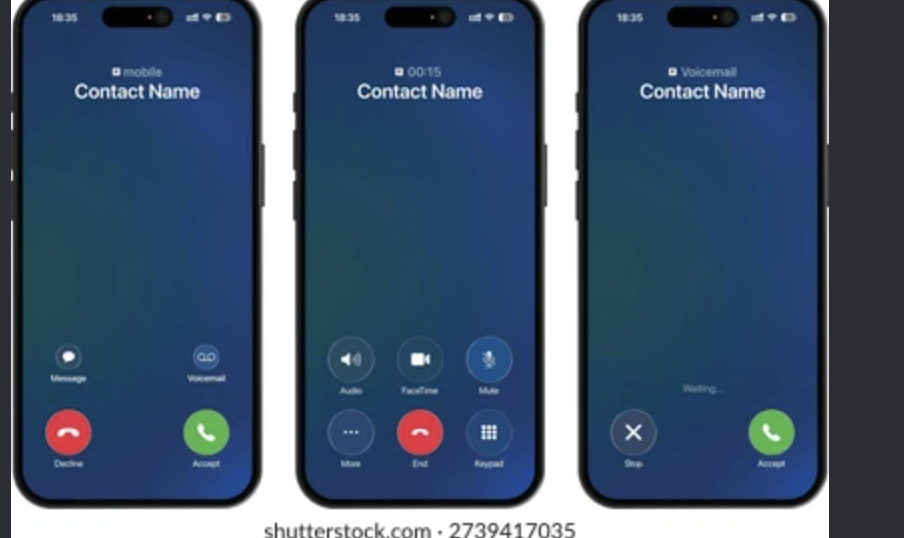 18:35
mobile
Contact Name
Message
Voicemail
Decline
Accept
18:35
00:15
Contact Name
Audio
FaceTime
Mute
More
End
Keypad
18:35
Voicemail
Contact Name
Waiting...
Stop
Accept
shutterstock.com · 2739417035